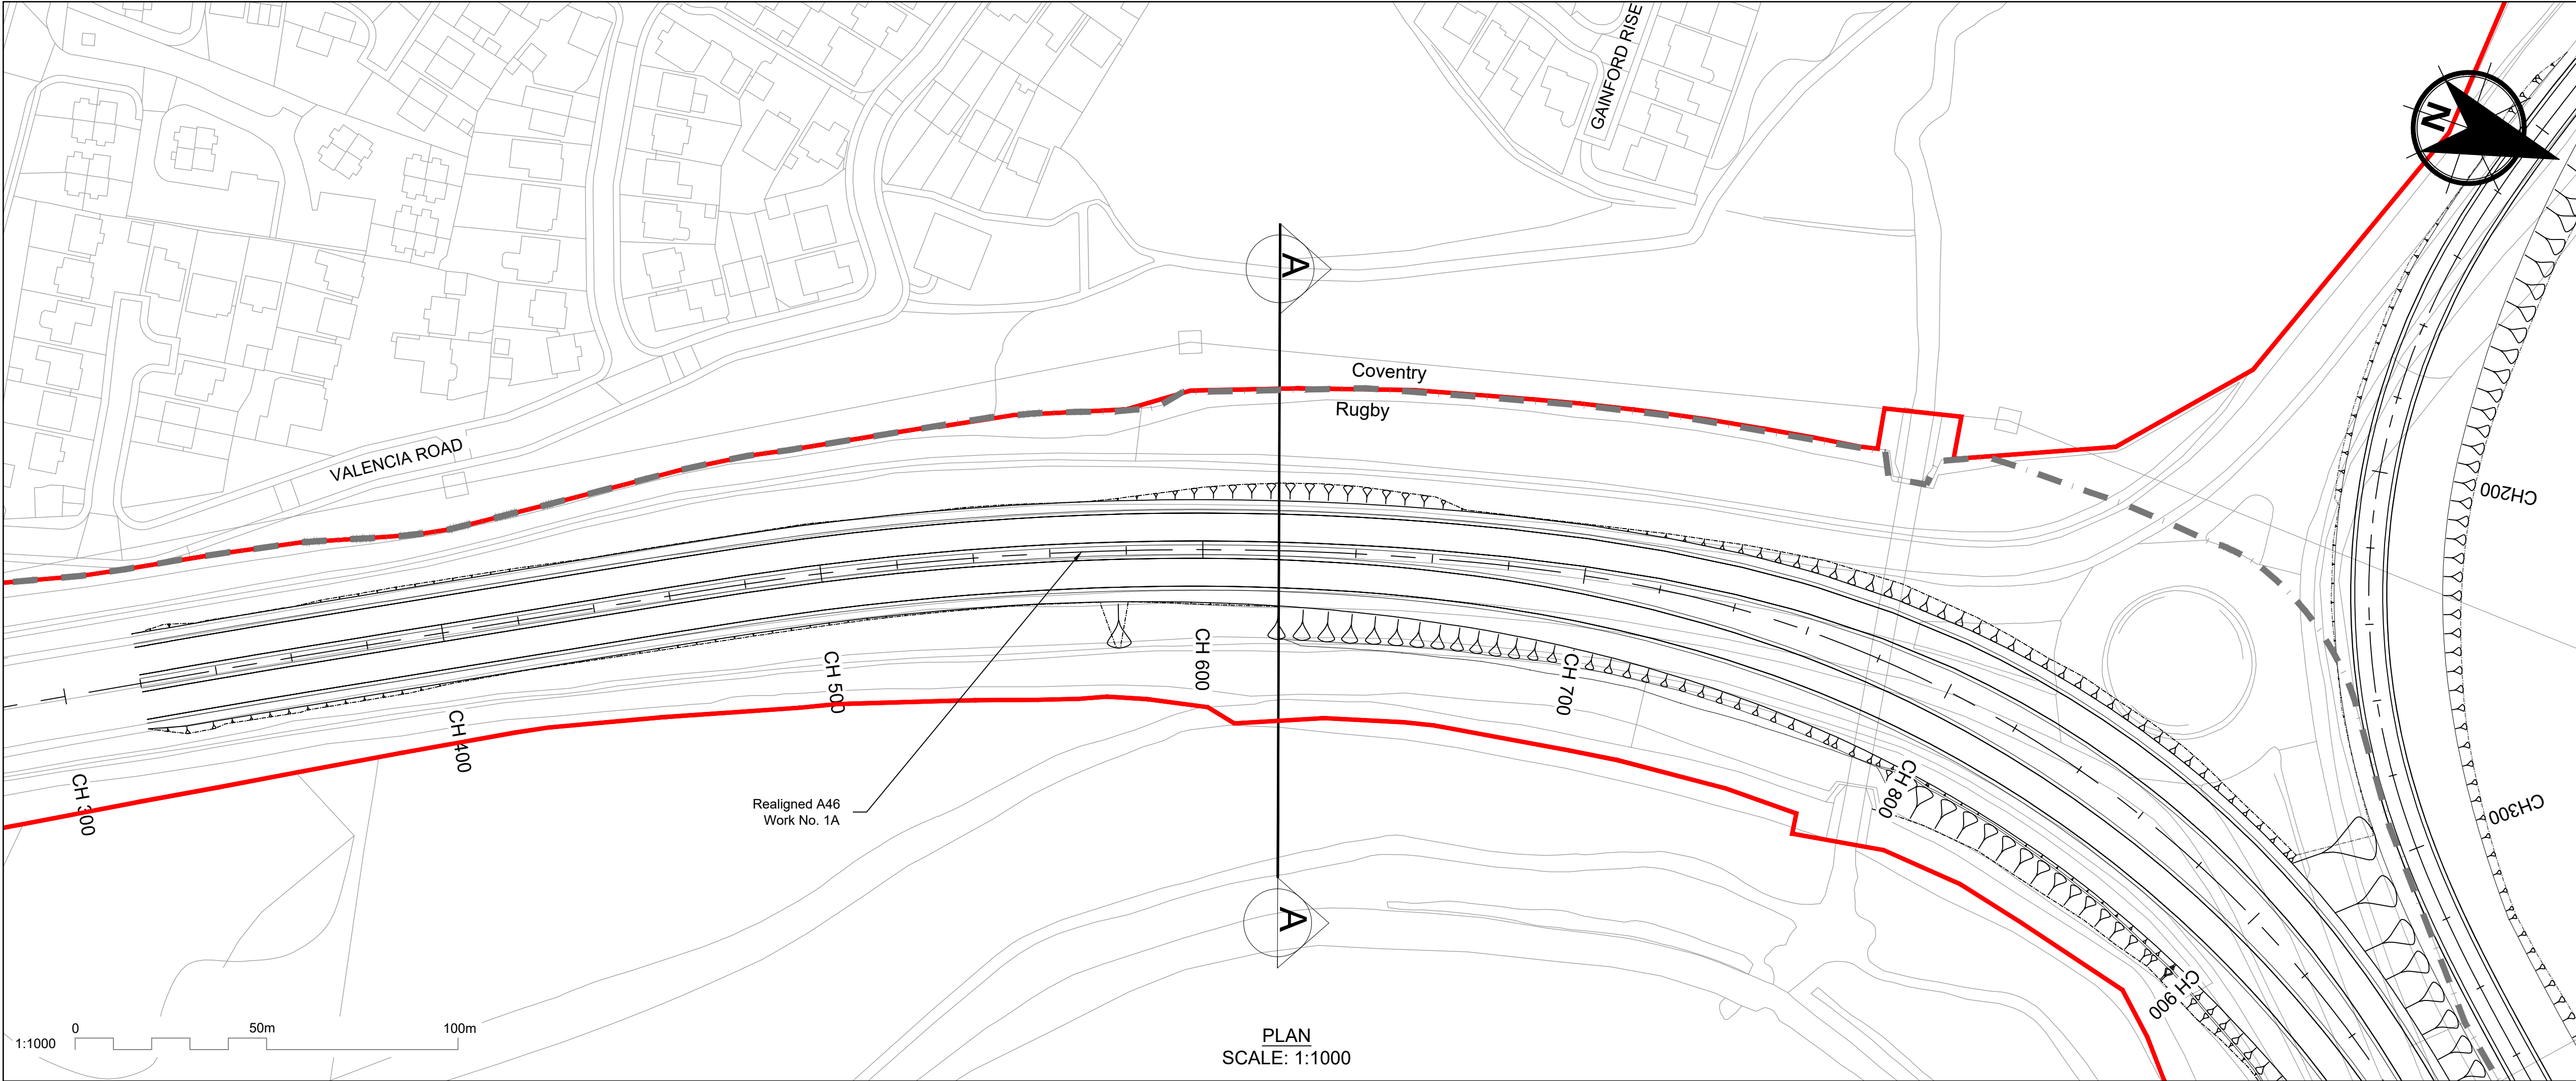 GAINFORD RISE
N
A
Coventry
Rugby
VALENCIA ROAD
CH200
CH 600
CH 500
CH 700
CH 400
CH 800
CH 300
CH300
Realigned A46
Work No. 1A
A
CH 900
0 50m 100m
1:1000
PLAN
SCALE: 1:1000